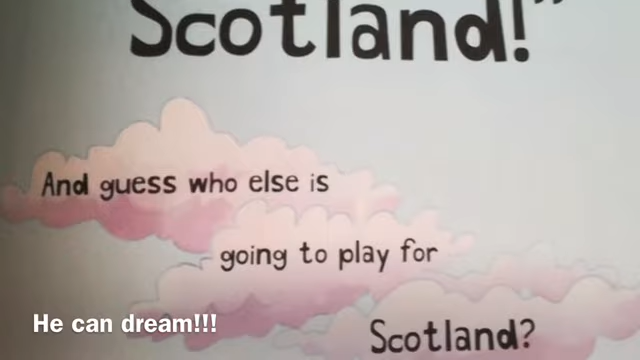 Scotland!”
And guess who else is
going to play for
Scotland?
He can dream!!!